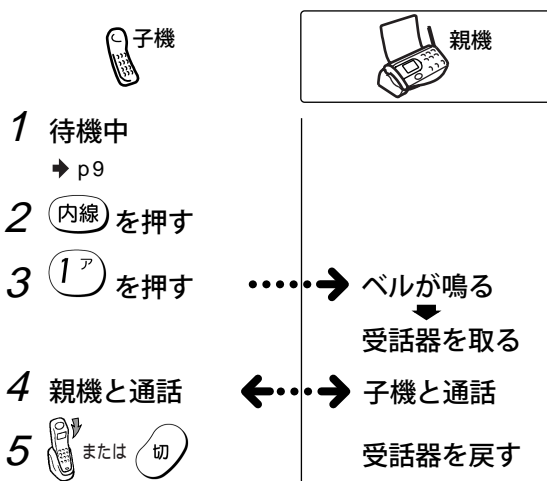 子機
親機
1 待機中
➡ p9
2 内線 を押す
3 1ア を押す
ベルが鳴る
受話器を取る
4 親機と通話
子機と通話
5 または 切
受話器を戻す